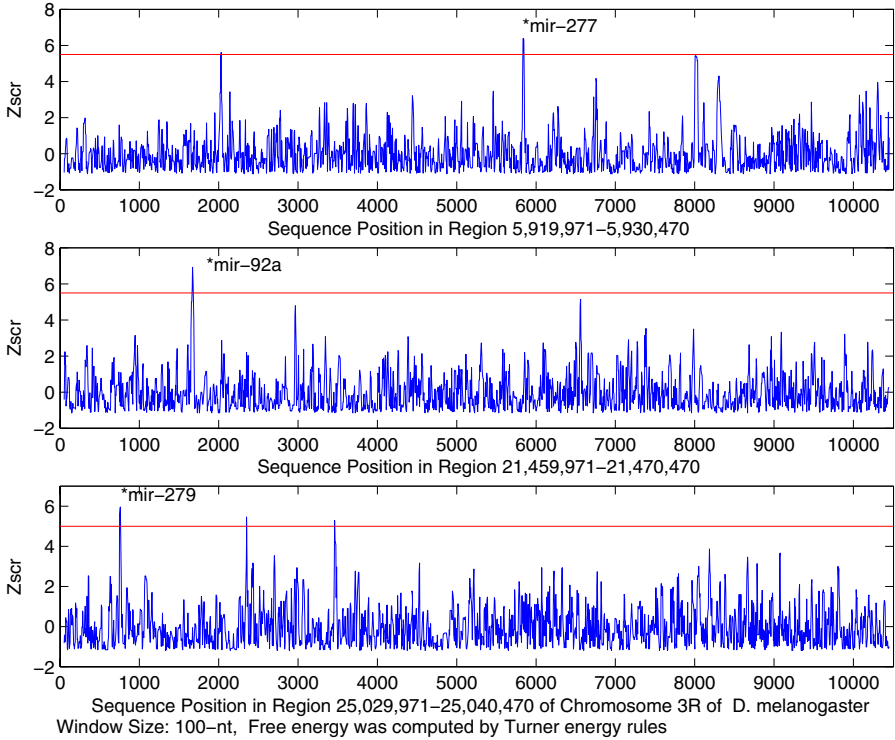 *mir−277
8
6
4
2
0
−2
Zscr
0 1000 2000 3000 4000 5000 6000 7000 8000 9000 10000
Sequence Position in Region 5,919,971−5,930,470
*mir−92a
8
6
4
2
0
−2
Zscr
0 1000 2000 3000 4000 5000 6000 7000 8000 9000 10000
Sequence Position in Region 21,459,971−21,470,470
*mir−279
6
4
2
0
−2
Zscr
0 1000 2000 3000 4000 5000 6000 7000 8000 9000 10000
Sequence Position in Region 25,029,971−25,040,470 of Chromosome 3R of D. melanogaster
Window Size: 100−nt, Free energy was computed by Turner energy rules